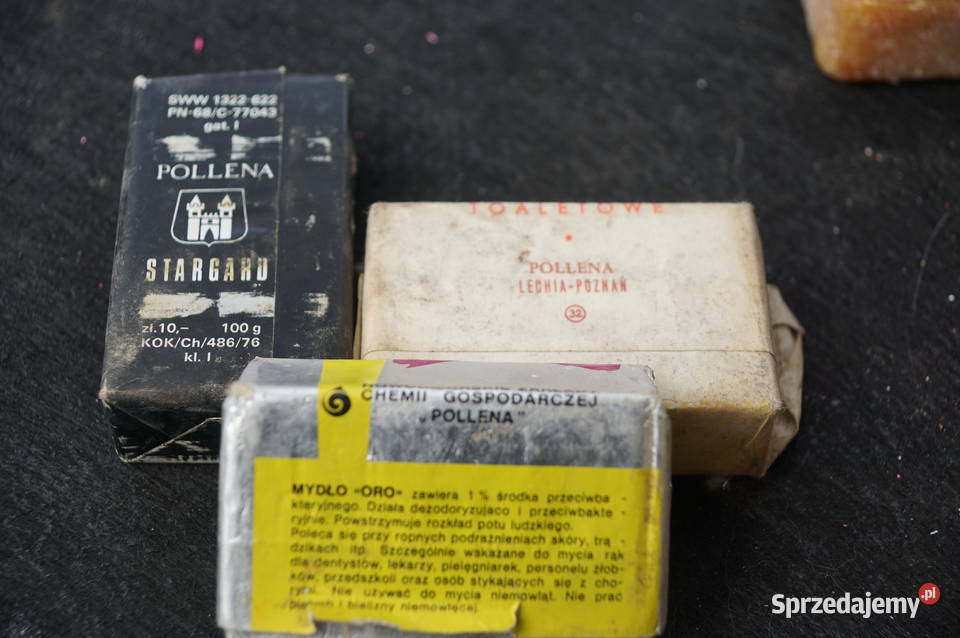 SWW 1322 622
PN-68/C-77043
gat. I
POLLENA
STARGARD
zł.10,- 100 g
KOK/Ch/486/76
kl. I
TOALETOWE
POLLENA
LECHIA-POZNAŃ
32
CHEMII GOSPODARCZEJ
„POLLENA"
MYDŁO «ORO» zawiera 1% środka przeciwba -
kteryjnego. Działa dezodoryzujaco i przeciwbakte -
ryjnie. Powstrzymuje rozkład potu ludzkiego.
Poleca się przy ropnych podrażnieniach skóry, trą -
dzikach itp. Szczególnie wskazane do mycia rąk
dla dentystów, lekarzy, pielęgniarek, personelu żłob-
ków, przedszkoli oraz osób stykających się z cho-
rymi. Nie używać do mycia niemowląt. Nie prać
pieluch i bielizny niemowlęcej.
Sprzedajemy.pl